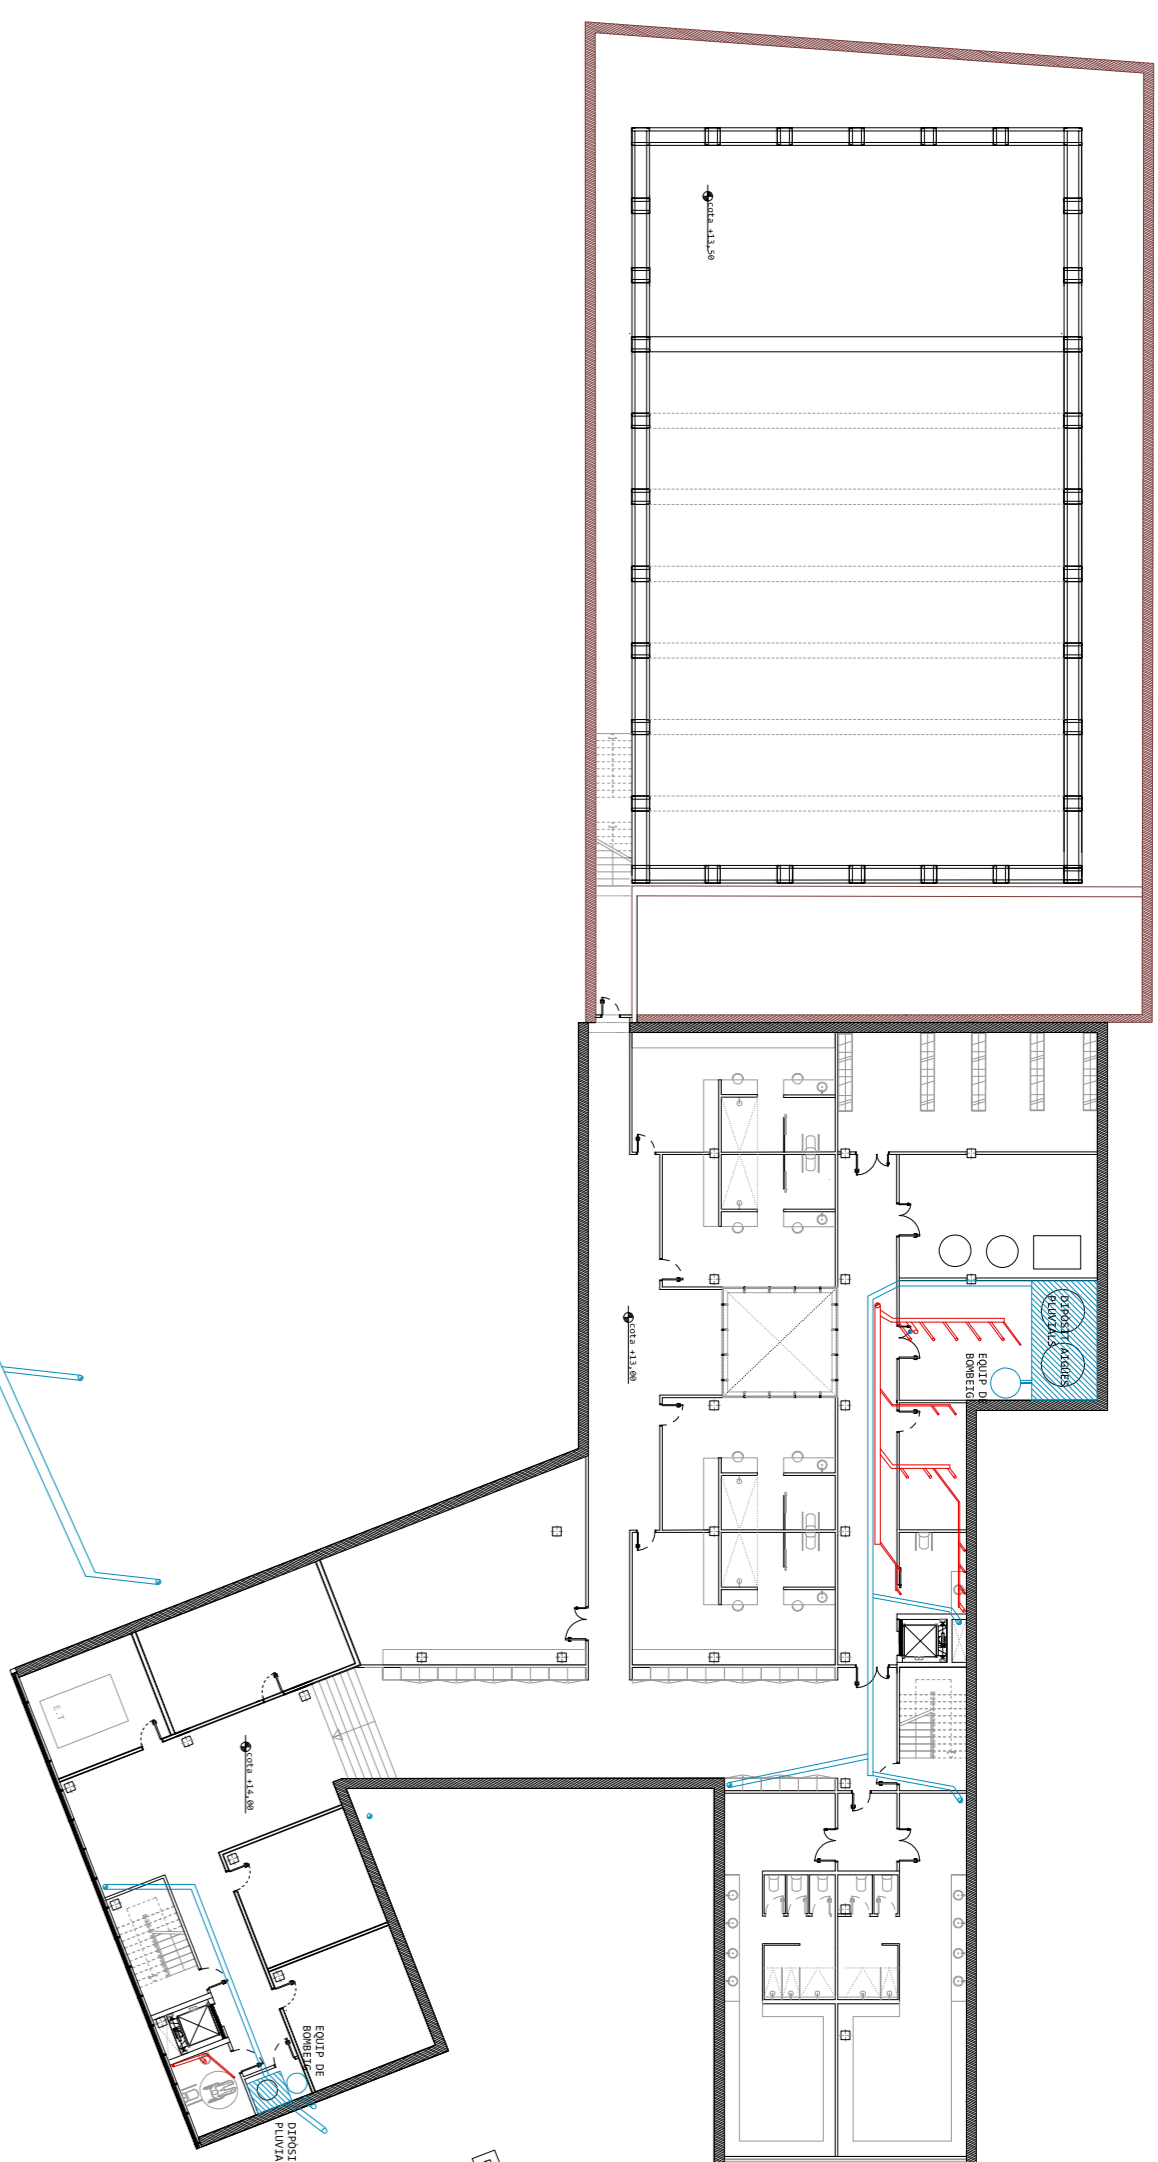 cota +13,50
DIPÒSIT AIGÜES
PLUVIALS
EQUIP DE
BOMBEIG
cota +13,00
E.T
cota +14,00
EQUIP DE
BOMBEIG
DIPÒSI
PLUVIA